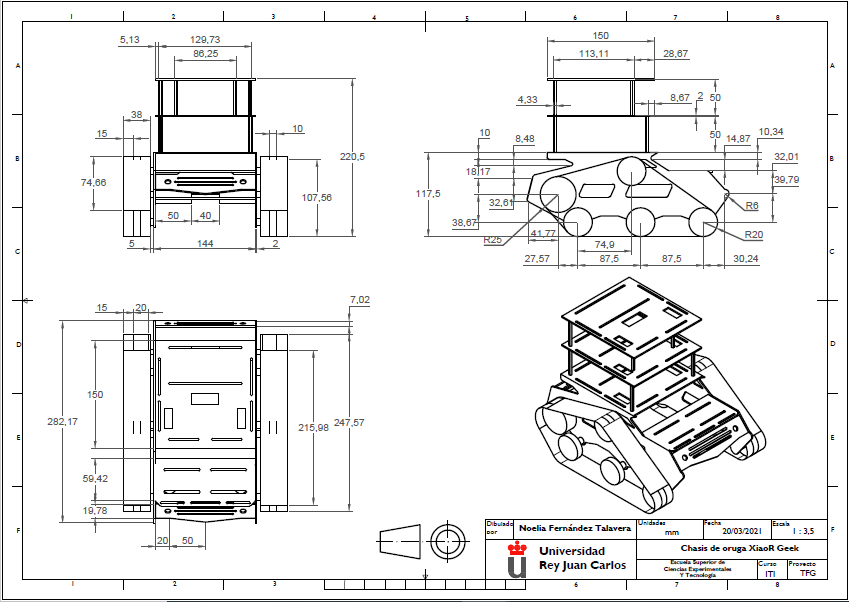 1 2 3 4 5 6 7 8
A A
B B
C C
D D
E E
F F
5,13 129,73
86,25
38
15
10
74,66
220,5
107,56
50 40
5 144 2
150
113,11 28,67
4,33
8,67 2 50
50
10 8,48
14,87 10,34
18,17
32,01
39,79
117,5
32,61
38,67
R6
R25
R20
41,77
74,9
27,57 87,5 87,5 30,24
15 20
7,02
150
282,17
215,98 247,57
59,42
19,78
20 50
Dibujado por Noelia Fernández Talavera
Unidades mm
Fecha 20/03/2021
Escala 1 : 3,5
Universidad
Rey Juan Carlos
Chasis de oruga XiaoR Geek
Escuela Superior de
Ciencias Experimentales
Y Tecnología
Curso ITI
Proyecto TFG
1 2 3 6 7 8